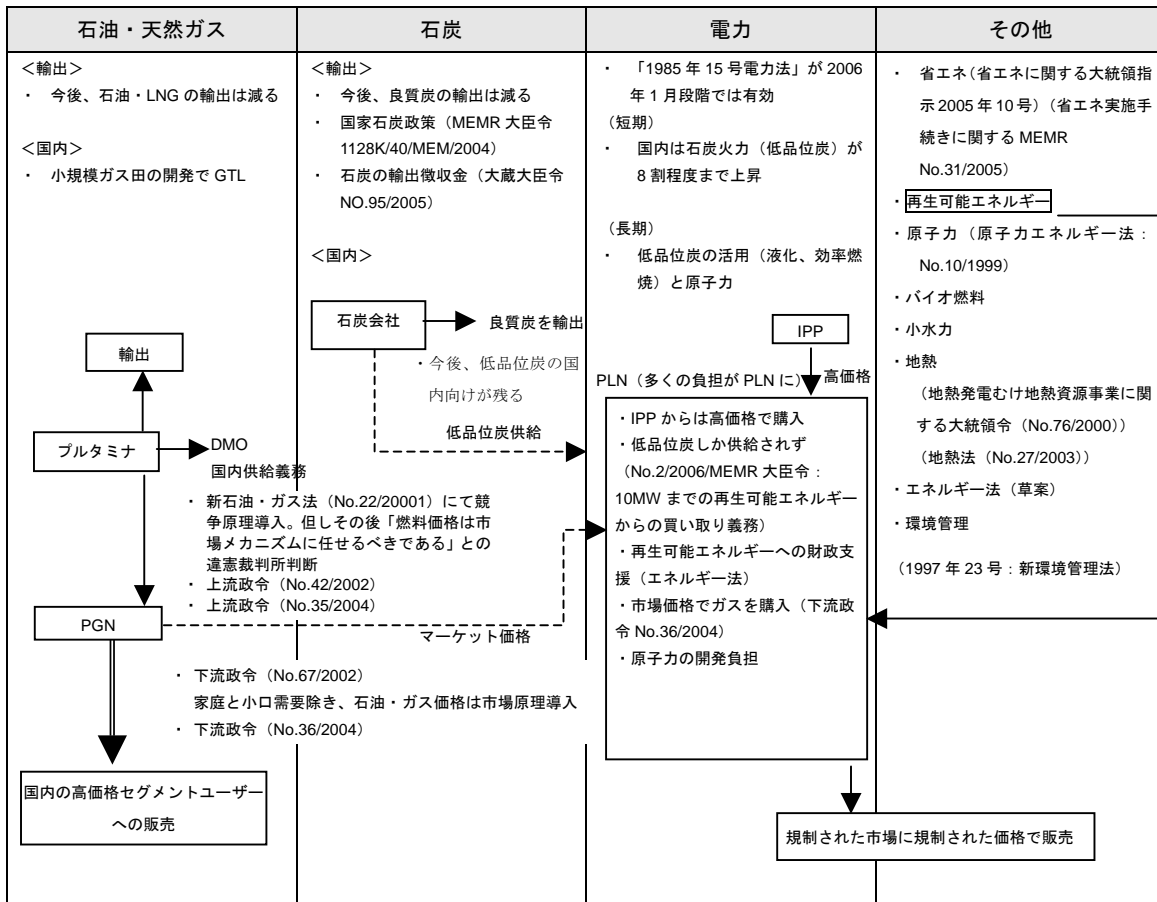 石油・天然ガス
石炭
電力
その他
＜輸出＞
・ 今後、石油・LNG の輸出は減る
＜国内＞
・ 小規模ガス田の開発で GTL
輸出
プルタミナ
DMO
国内供給義務
・ 新石油・ガス法（No.22/20001）にて競
争原理導入。但しその後「燃料価格は市
場メカニズムに任せるべきである」との
違憲裁判所判断
・ 上流政令（No.42/2002）
・ 上流政令（No.35/2004）
PGN
マーケット価格
・ 下流政令（No.67/2002）
家庭と小口需要除き、石油・ガス価格は市場原理導入
・ 下流政令（No.36/2004）
国内の高価格セグメントユーザー
への販売
＜輸出＞
・ 今後、良質炭の輸出は減る
・ 国家石炭政策（MEMR 大臣令
1128K/40/MEM/2004）
・ 石炭の輸出徴収金（大蔵大臣令
NO.95/2005）
＜国内＞
石炭会社
良質炭を輸出
・今後、低品位炭の国
内向けが残る
低品位炭供給
・ 「1985 年 15 号電力法」が 2006
年 1 月段階では有効
（短期）
・ 国内は石炭火力（低品位炭）が
8 割程度まで上昇
（長期）
・ 低品位炭の活用（液化、効率燃
焼）と原子力
IPP
PLN（多くの負担が PLN に）
高価格
・IPP からは高価格で購入
・低品位炭しか供給されず
（No.2/2006/MEMR 大臣令：
10MW までの再生可能エネルギー
からの買い取り義務）
・再生可能エネルギーへの財政支
援（エネルギー法）
・市場価格でガスを購入（下流政
令 No.36/2004）
・原子力の開発負担
規制された市場に規制された価格で販売
・ 省エネ（省エネに関する大統領指
示 2005 年 10 号）（省エネ実施手
続きに関する MEMR
No.31/2005）
・再生可能エネルギー
・原子力（原子力エネルギー法：
No.10/1999）
・バイオ燃料
・小水力
・地熱
（地熱発電むけ地熱資源事業に関
する大統領令（No.76/2000））
（地熱法（No.27/2003））
・エネルギー法（草案）
・環境管理
（1997 年 23 号：新環境管理法）